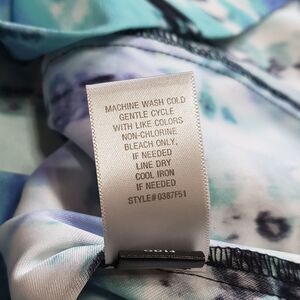 MACHINE WASH COLD
GENTLE CYCLE
WITH LIKE COLORS
NON-CHLORINE
BLEACH ONLY,
IF NEEDED
LINE DRY
COOL IRON
IF NEEDED
STYLE#0387F51